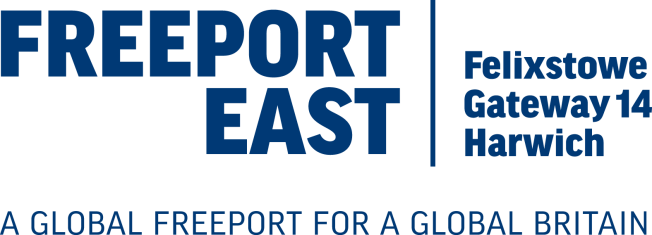 FREEPORT
EAST
Felixstowe
Gateway 14
Harwich
A GLOBAL FREEPORT FOR A GLOBAL BRITAIN